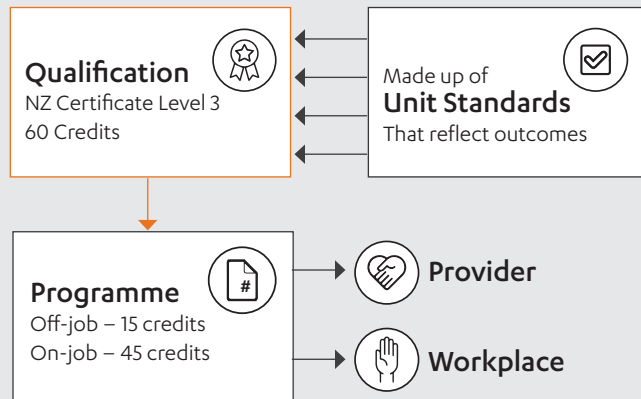 Qualification
NZ Certificate Level 3
60 Credits
Made up of
Unit Standards
That reflect outcomes
Programme
Off-job – 15 credits
On-job – 45 credits
#
Provider
Workplace